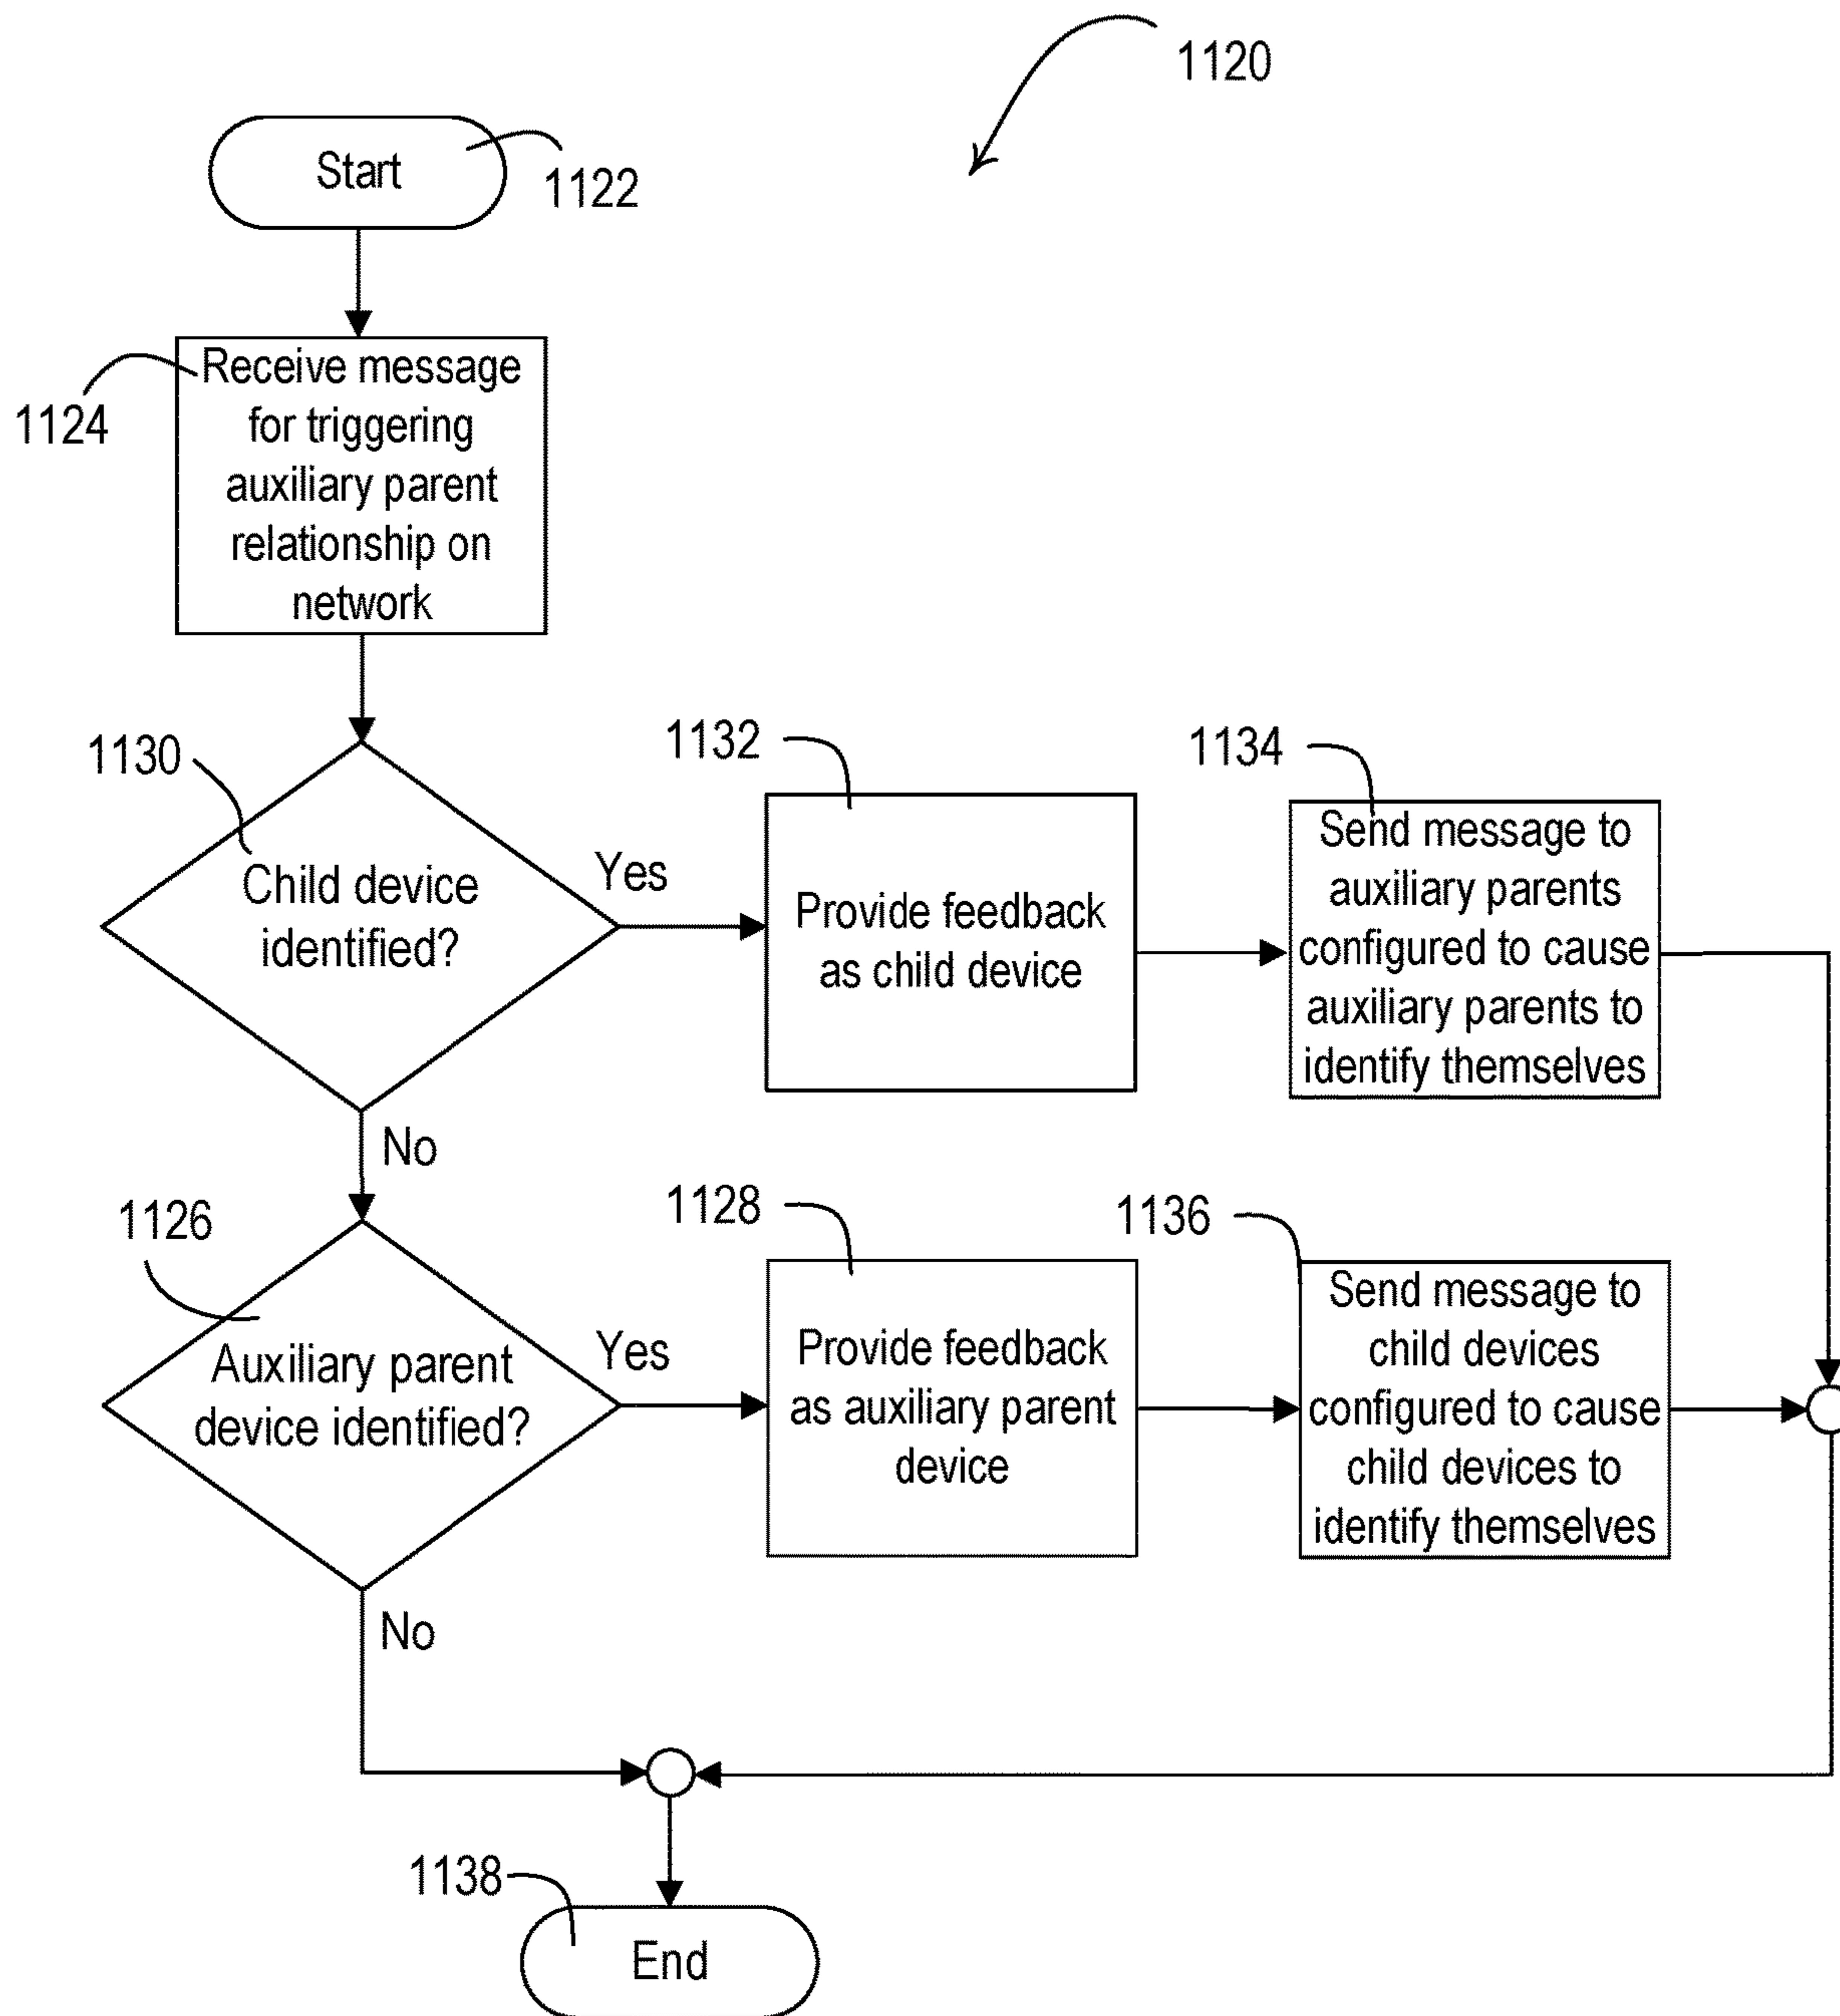 1120
Start
1122
Receive message
for triggering
auxiliary parent
relationship on
network
1124
1130
Child device
identified?
Yes
No
1132
Provide feedback
as child device
1134
Send message to
auxiliary parents
configured to cause
auxiliary parents to
identify themselves
1126
Auxiliary parent
device identified?
Yes
No
1128
Provide feedback
as auxiliary parent
device
1136
Send message to
child devices
configured to cause
child devices to
identify themselves
1138
End